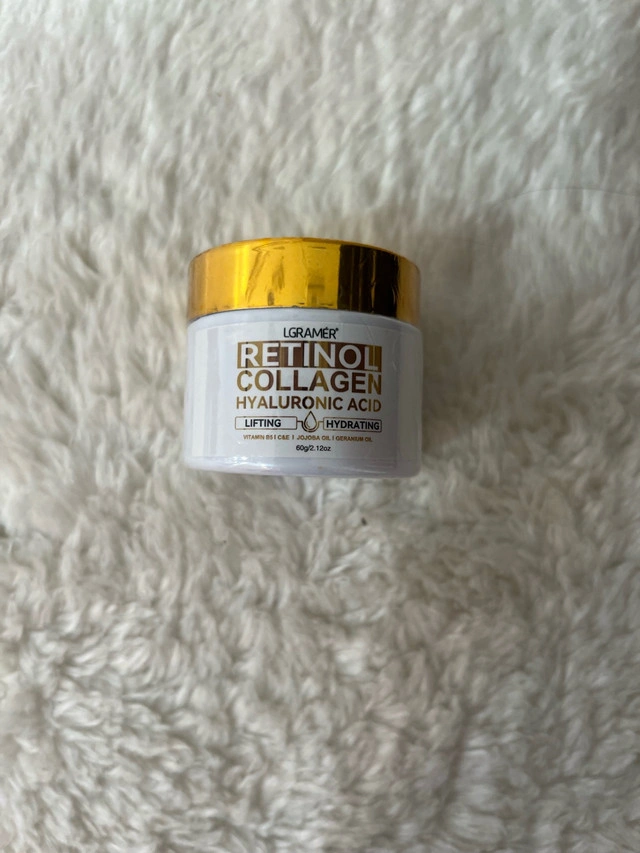 LGRAMER®
RETINOL
COLLAGEN
HYALURONIC ACID
LIFTING HYDRATING
VITAMIN B5 | C&E | JOJOBA OIL | GERANIUM OIL
60g/2.12oz